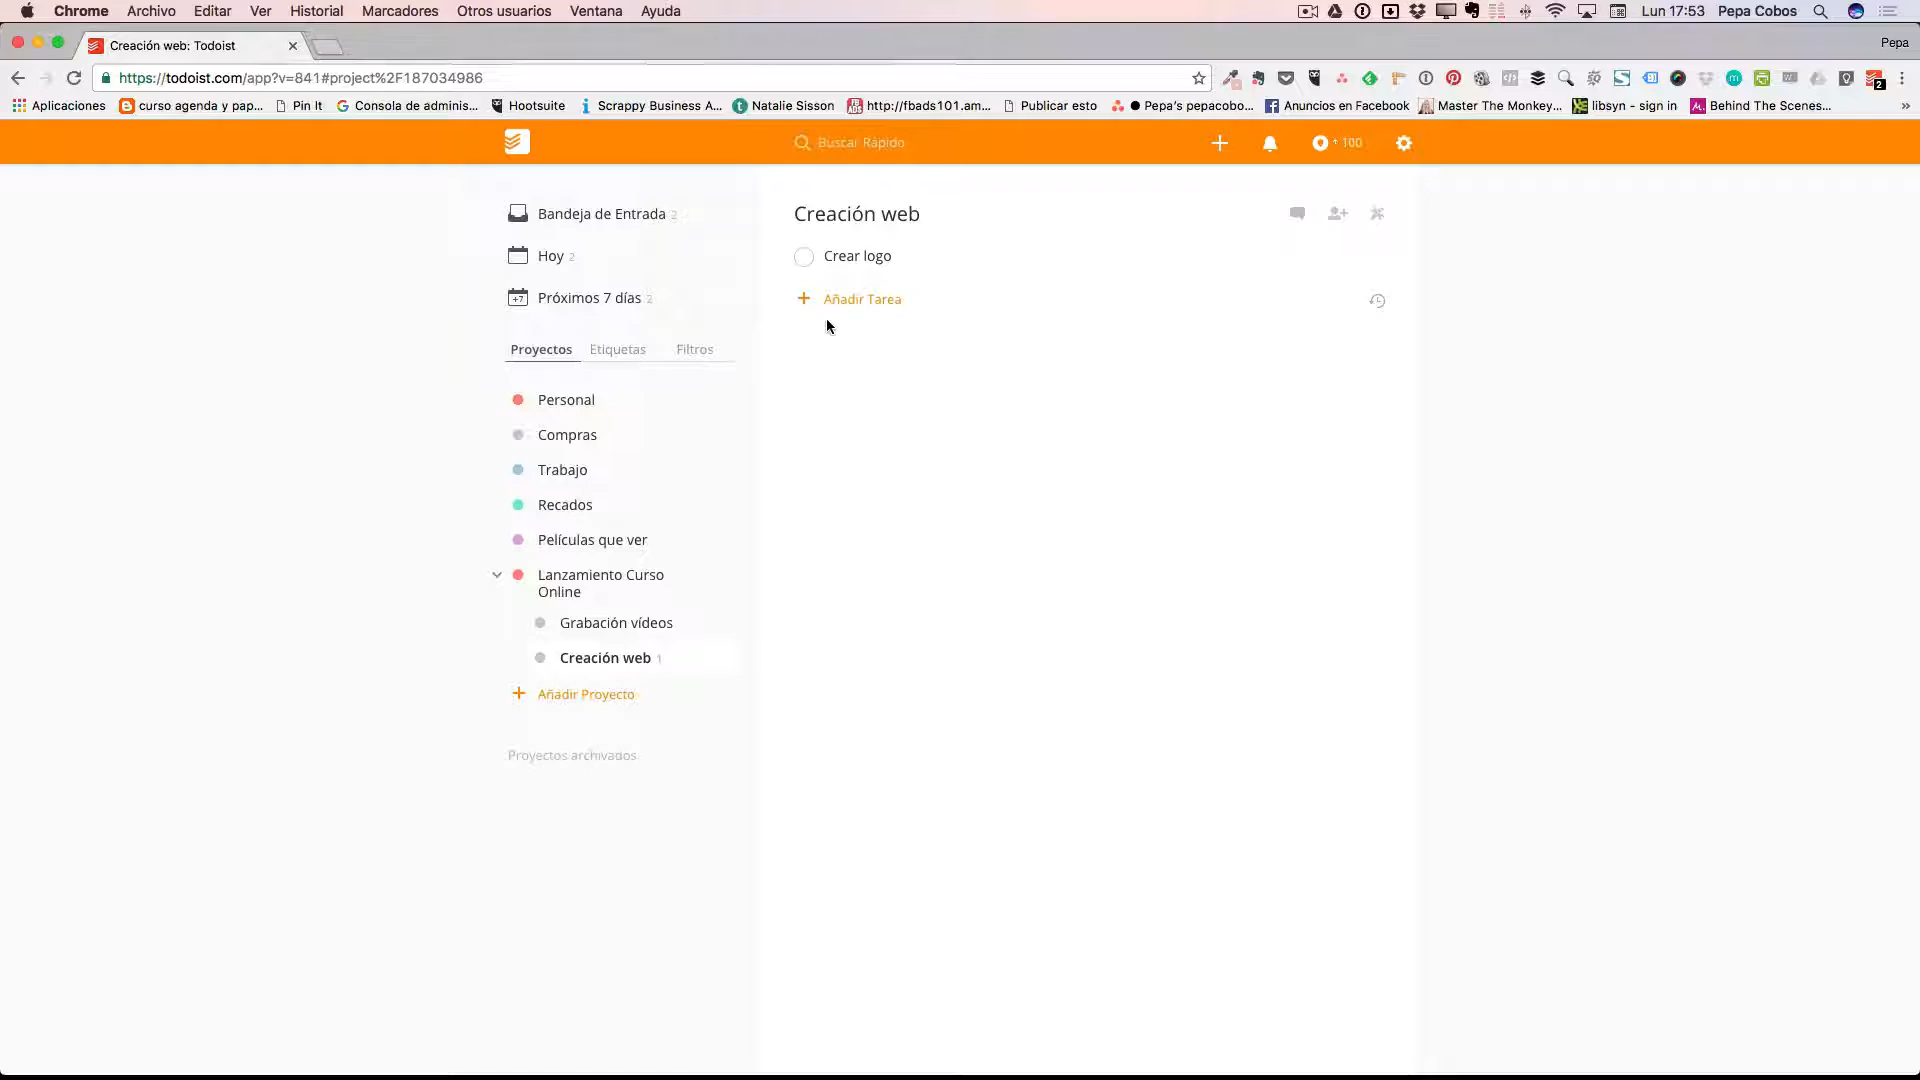 Chrome Archivo Editar Ver Historial Marcadores Otros usuarios Ventana Ayuda Lun 17:53 Pepa Cobos
Creación web: Todoist Pepa
https://todoist.com/app?v=841#project%2F187034986 2
Aplicaciones curso agenda y pap... Pin It Consola de adminis... Hootsuite Scrappy Business A... Natalie Sisson http://fbads101.am... Publicar esto Pepa's pepacobo... Anuncios en Facebook Master The Monkey... libsyn - sign in Behind The Scenes... »
Buscar Rápido 100
Bandeja de Entrada 2
Hoy 2
+7 Próximos 7 días 2
Proyectos Etiquetas Filtros
Personal
Compras
Trabajo
Recados
Películas que ver
Lanzamiento Curso
Online
Grabación vídeos
Creación web 1
+ Añadir Proyecto
Proyectos archivados
Creación web
Crear logo
+ Añadir Tarea